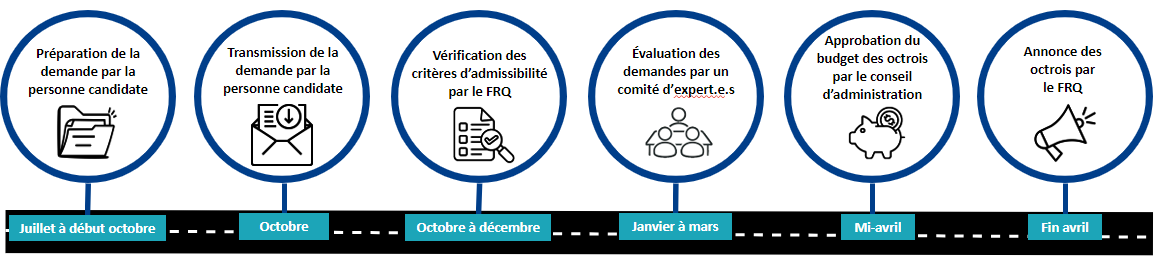 Préparation de la
demande par la
personne candidate
Transmission de la
demande par la
personne candidate
Vérification des
critères d'admissibilité
par le FRQ
Évaluation des
demandes par un
comité d'expert.e.s
Approbation du
budget des octrois
par le conseil
d'administration
Annonce des
octrois par
le FRQ
Juillet à début octobre
Octobre
Octobre à décembre
Janvier à mars
Mi-avril
Fin avril